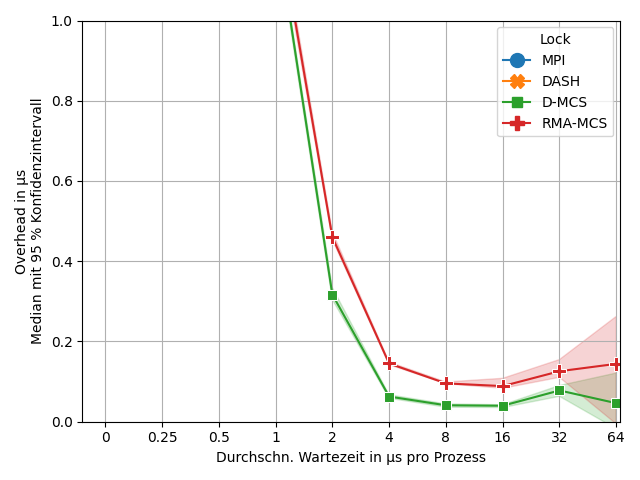 Overhead in µs
Median mit 95 % Konfidenzintervall
1.0
0.8
0.6
0.4
0.2
0.0
Lock
MPI
DASH
D-MCS
RMA-MCS
0 0.25 0.5 1 2 4 8 16 32 64
Durchschn. Wartezeit in µs pro Prozess